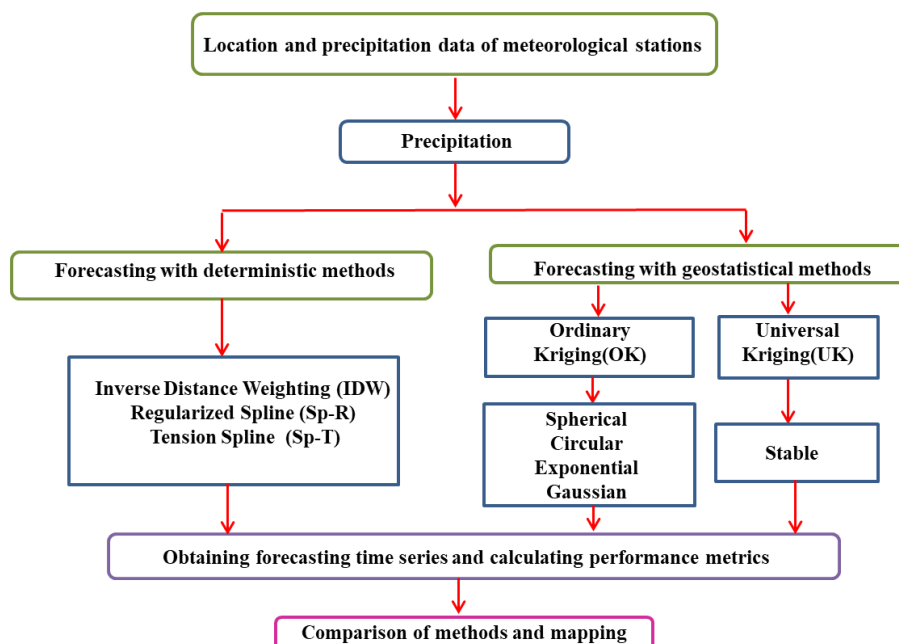 Location and precipitation data of meteorological stations
Precipitation
Forecasting with deterministic methods
Forecasting with geostatistical methods
Ordinary
Kriging(OK)
Universal
Kriging(UK)
Inverse Distance Weighting (IDW)
Regularized Spline (Sp-R)
Tension Spline (Sp-T)
Spherical
Circular
Exponential
Gaussian
Stable
Obtaining forecasting time series and calculating performance metrics
Comparison of methods and mapping